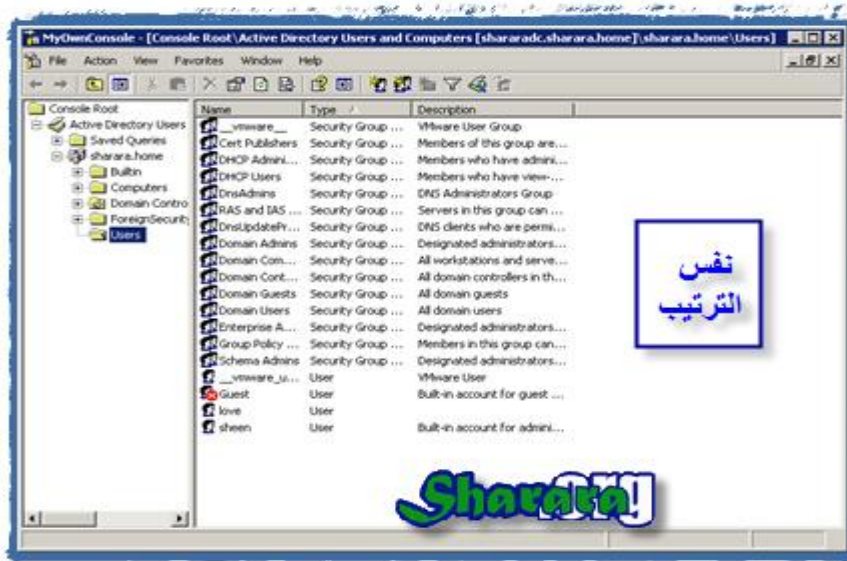 MyOwnConsole - [Console Root\Active Directory Users and Computers [shararadc.sharara.home]\sharara.home\Users]
File Action View Favorites Window Help
Console Root
Active Directory Users
Saved Queries
sharara.home
Builtin
Computers
Domain Contro
ForeignSecurit
Users
Name Type Description
__vmware__ Security Group ... VMware User Group
Cert Publishers Security Group ... Members of this group are...
DHCP Admini... Security Group ... Members who have admini...
DHCP Users Security Group ... Members who have view-...
DnsAdmins Security Group ... DNS Administrators Group
RAS and IAS ... Security Group ... Servers in this group can ...
DnsUpdatePr... Security Group ... DNS clients who are permi...
Domain Admins Security Group ... Designated administrators...
Domain Com... Security Group ... All workstations and serve...
Domain Cont... Security Group ... All domain controllers in th...
Domain Guests Security Group ... All domain guests
Domain Users Security Group ... All domain users
Enterprise A... Security Group ... Designated administrators...
Group Policy ... Security Group ... Members in this group can...
Schema Admins Security Group ... Designated administrators...
__vmware_u... User VMware User
Guest User Built-in account for guest ...
love User
sheen User Built-in account for admini...
نفس
الترتيب
Sharara.org